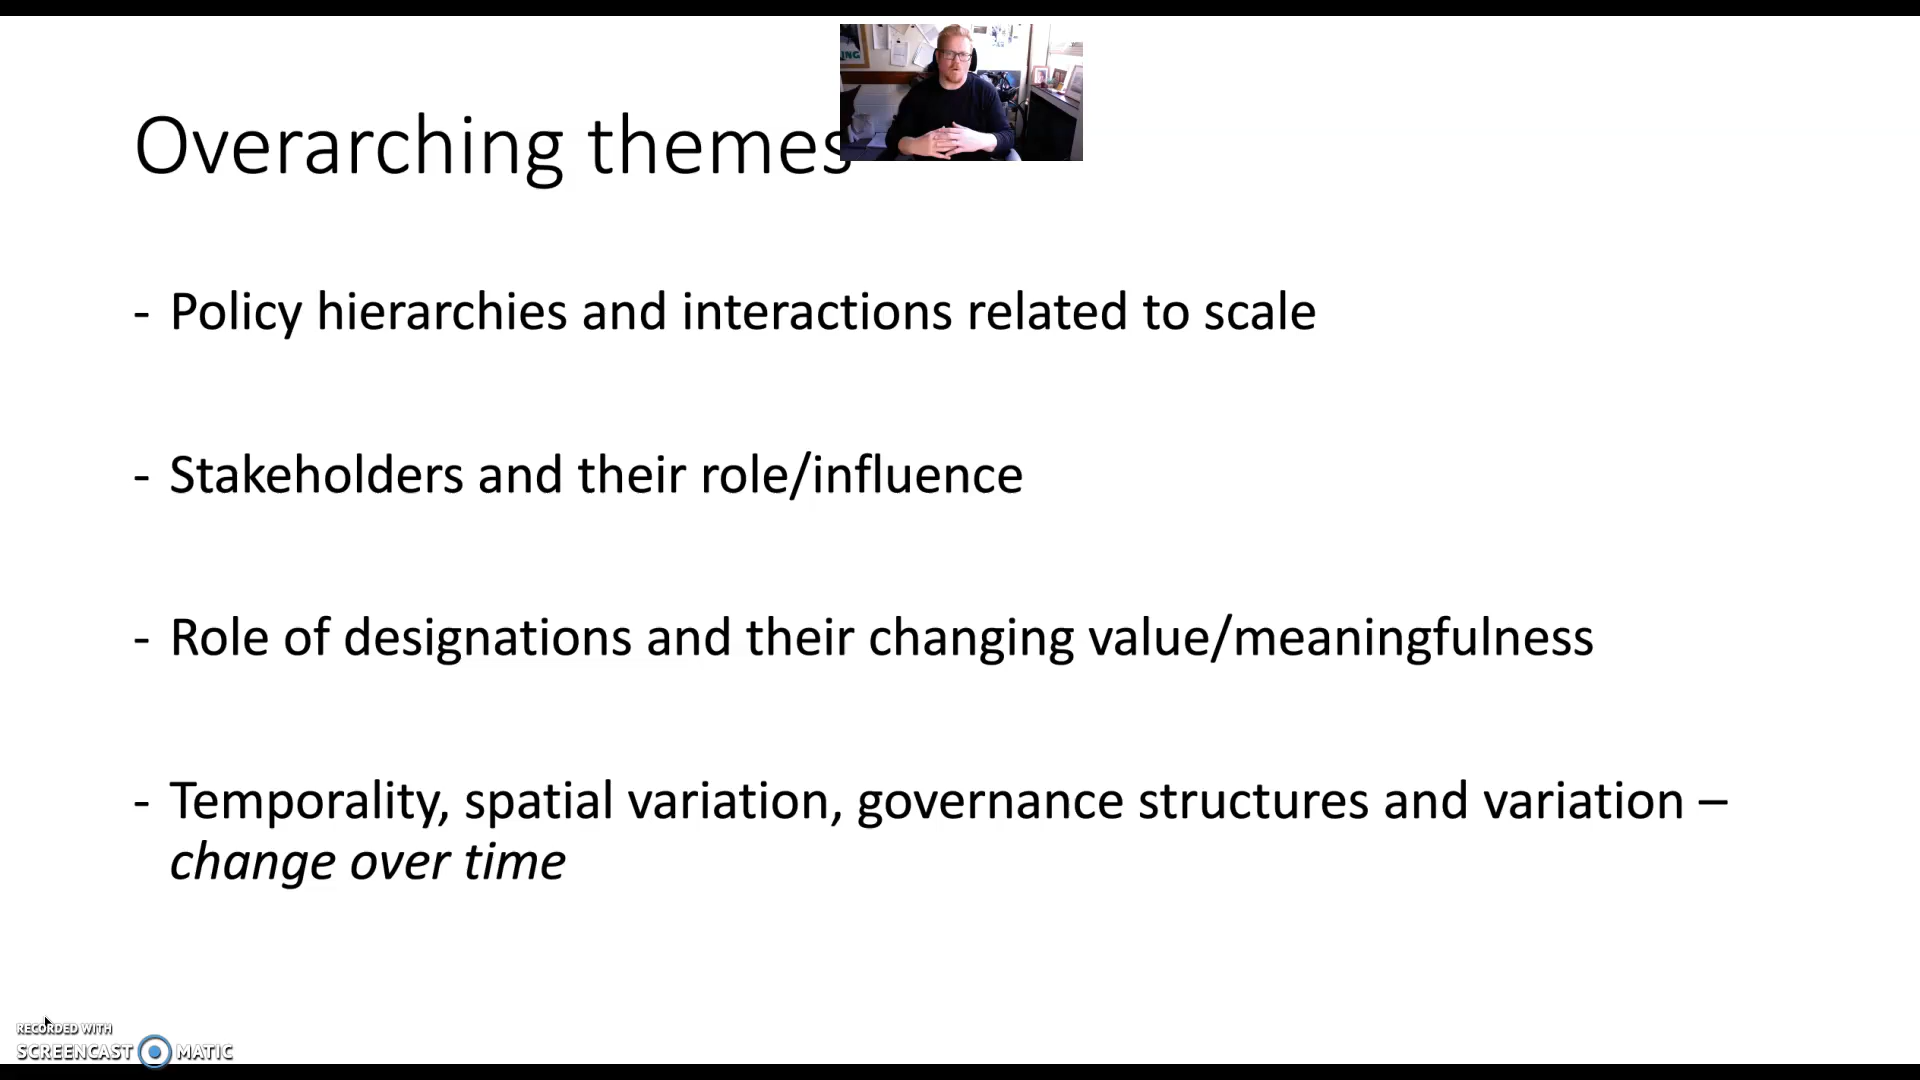 ING
Overarching themes
- Policy hierarchies and interactions related to scale
- Stakeholders and their role/influence
- Role of designations and their changing value/meaningfulness
- Temporality, spatial variation, governance structures and variation –
change over time
RECORDED WITH
SCREENCAST MATIC